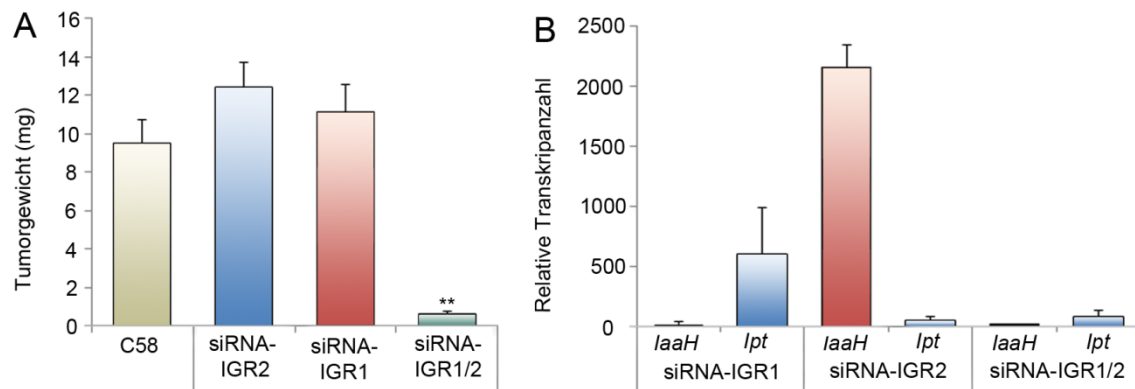 A
Tumorgewicht (mg)
16
14
12
10
8
6
4
2
0
**
C58
siRNA-
IGR2
siRNA-
IGR1
siRNA-
IGR1/2
B
Relative Transkripanzahl
2500
2000
1500
1000
500
0
IaaH
Ipt
IaaH
Ipt
IaaH
Ipt
siRNA-IGR1
siRNA-IGR2
siRNA-IGR1/2